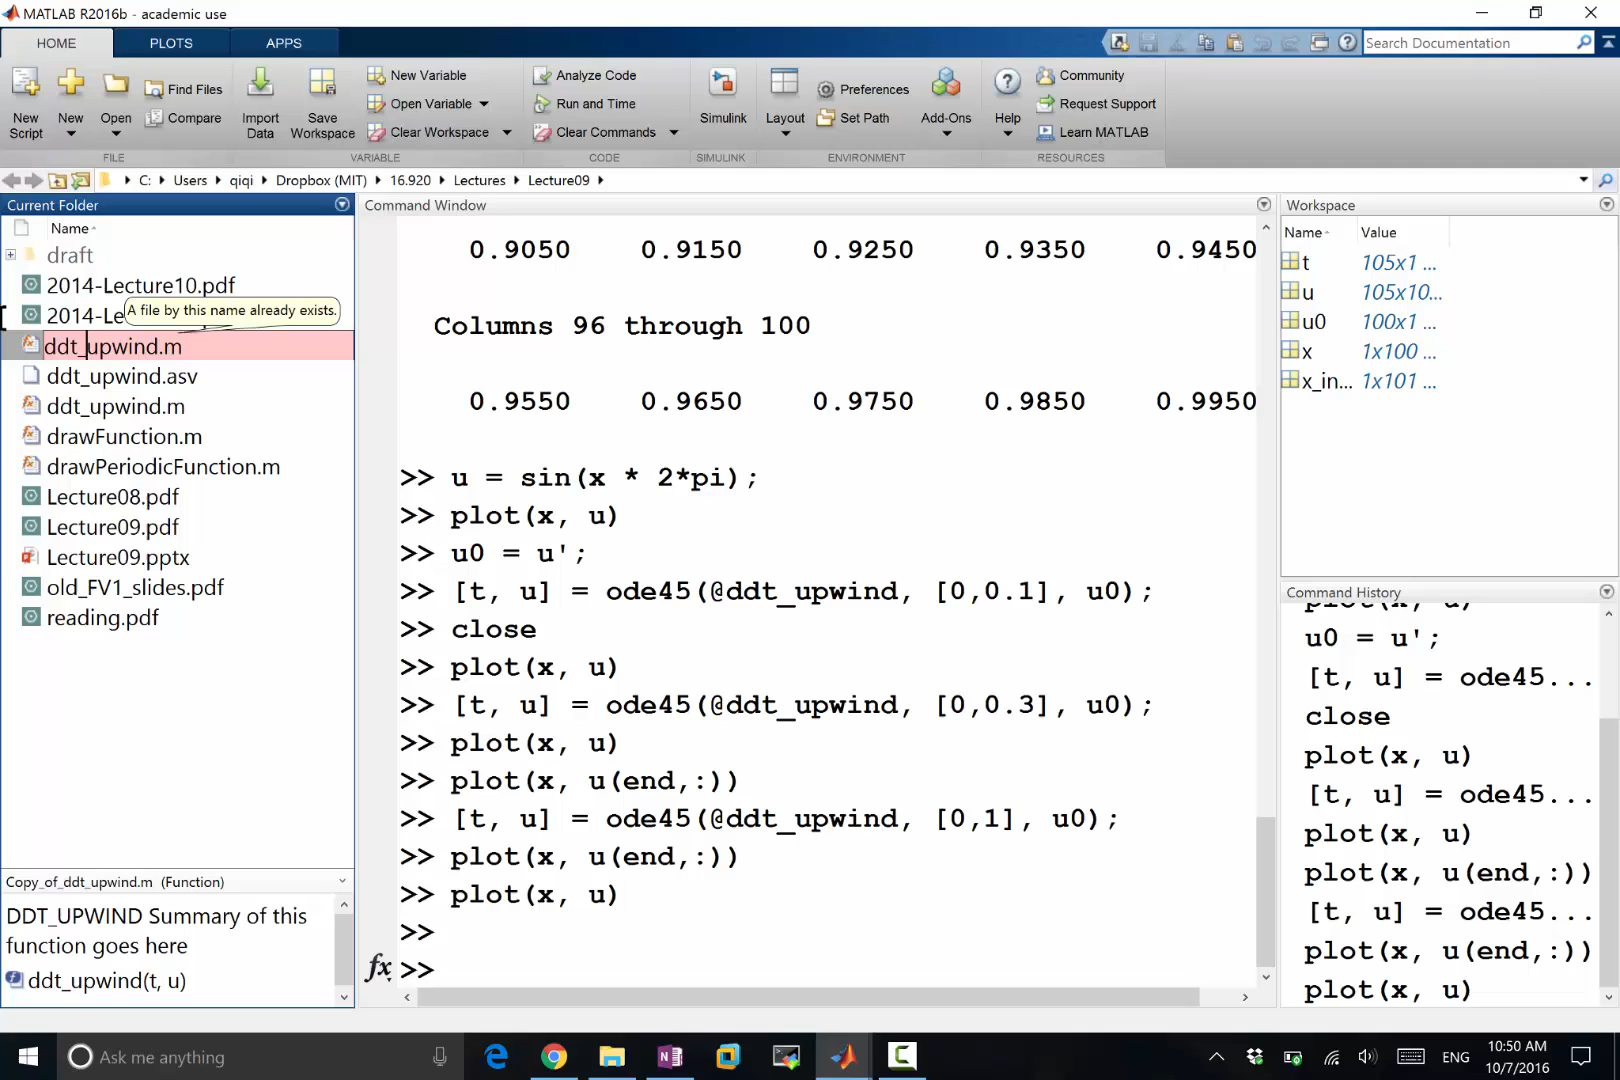 MATLAB R2016b - academic use
HOME PLOTS APPS
Search Documentation
New Script
New
Open
Find Files
Compare
Import Data
Save Workspace
New Variable
Open Variable
Clear Workspace
Analyze Code
Run and Time
Clear Commands
Simulink
Layout
Preferences
Set Path
Add-Ons
Help
Community
Request Support
Learn MATLAB
FILE VARIABLE CODE SIMULINK ENVIRONMENT RESOURCES
C: Users qiqi Dropbox (MIT) 16.920 Lectures Lecture09
Current Folder
Name
draft
2014-Lecture10.pdf
2014-Le
A file by this name already exists.
ddt_upwind.m
ddt_upwind.asv
ddt_upwind.m
drawFunction.m
drawPeriodicFunction.m
Lecture08.pdf
Lecture09.pdf
Lecture09.pptx
old_FV1_slides.pdf
reading.pdf
Copy_of_ddt_upwind.m (Function)
DDT_UPWIND Summary of this
function goes here
ddt_upwind(t, u)
Command Window
0.9050 0.9150 0.9250 0.9350 0.9450
Columns 96 through 100
0.9550 0.9650 0.9750 0.9850 0.9950
>> u = sin(x * 2*pi);
>> plot(x, u)
>> u0 = u';
>> [t, u] = ode45(@ddt_upwind, [0,0.1], u0);
>> close
>> plot(x, u)
>> [t, u] = ode45(@ddt_upwind, [0,0.3], u0);
>> plot(x, u)
>> plot(x, u(end,:))
>> [t, u] = ode45(@ddt_upwind, [0,1], u0);
>> plot(x, u(end,:))
>> plot(x, u)
>>
fx >>
Workspace
Name Value
t 105x1 ...
u 105x10...
u0 100x1 ...
x 1x100 ...
x_in... 1x101 ...
Command History
plot(x, u)
u0 = u';
[t, u] = ode45...
close
plot(x, u)
[t, u] = ode45...
plot(x, u)
plot(x, u(end,:))
[t, u] = ode45...
plot(x, u(end,:))
plot(x, u)
Ask me anything
ENG
10:50 AM
10/7/2016